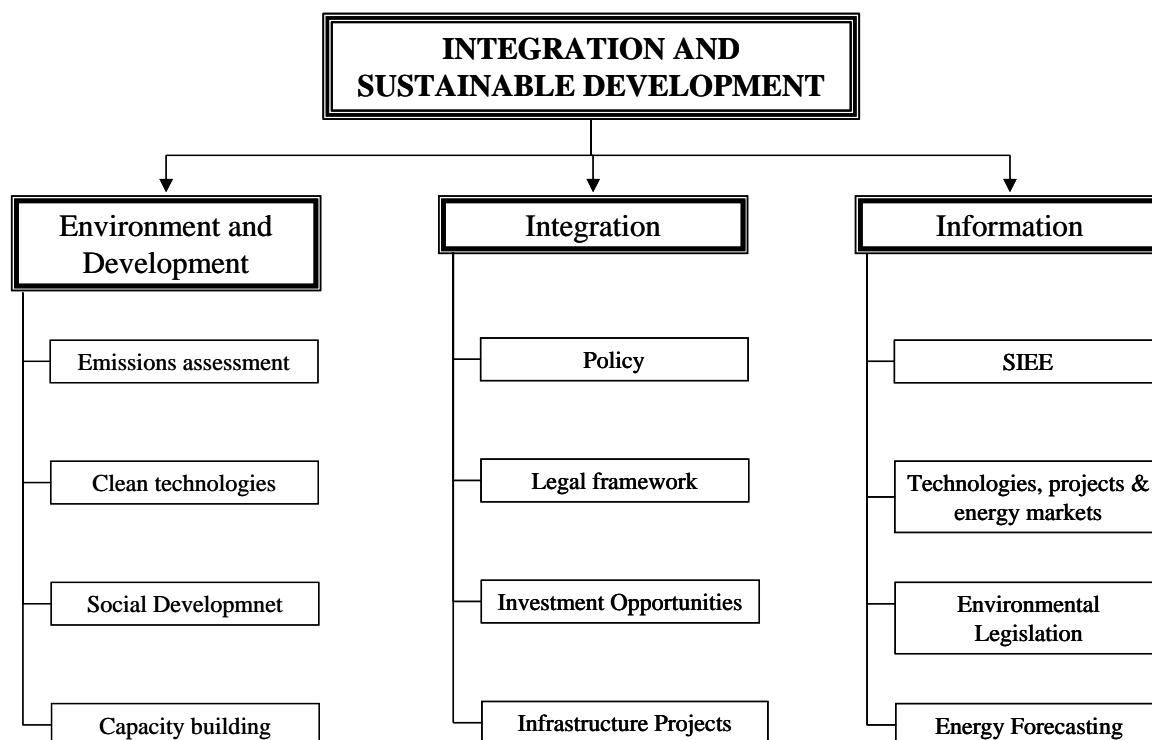 INTEGRATION AND
SUSTAINABLE DEVELOPMENT
Environment and
Development
Emissions assessment
Clean technologies
Social Developmnet
Capacity building
Integration
Policy
Legal framework
Investment Opportunities
Infrastructure Projects
Information
SIEE
Technologies, projects &
energy markets
Environmental
Legislation
Energy Forecasting